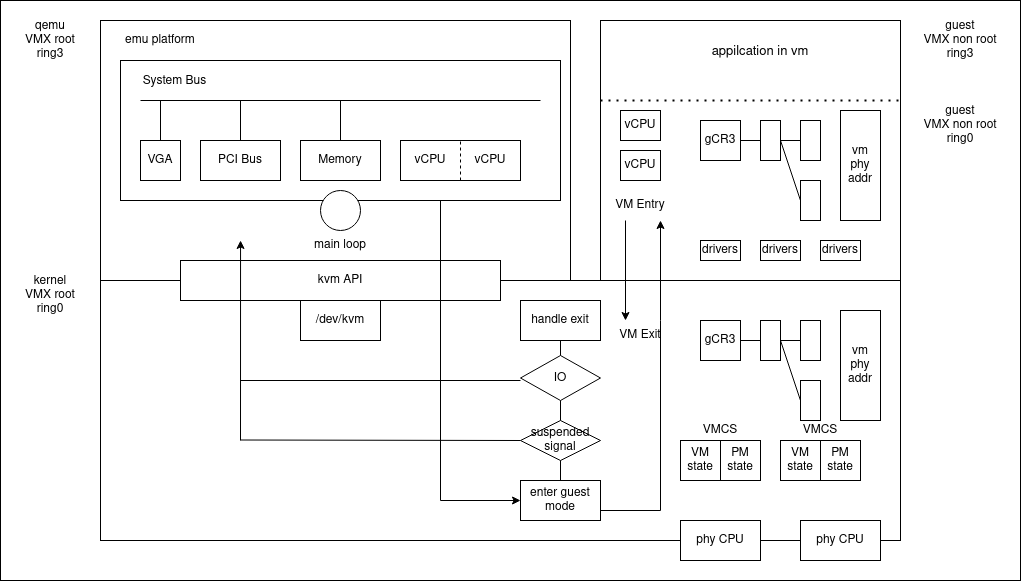 qemu
VMX root
ring3
emu platform
System Bus
VGA
PCI Bus
Memory
vCPU
vCPU
main loop
appilcation in vm
guest
VMX non root
ring3
guest
VMX non root
ring0
vCPU
vCPU
gCR3
vm
phy
addr
VM Entry
drivers
drivers
drivers
kernel
VMX root
ring0
kvm API
/dev/kvm
handle exit
IO
suspended
signal
enter guest
mode
VM Exit
gCR3
vm
phy
addr
VMCS
VMCS
VM
state
PM
state
VM
state
PM
state
phy CPU
phy CPU